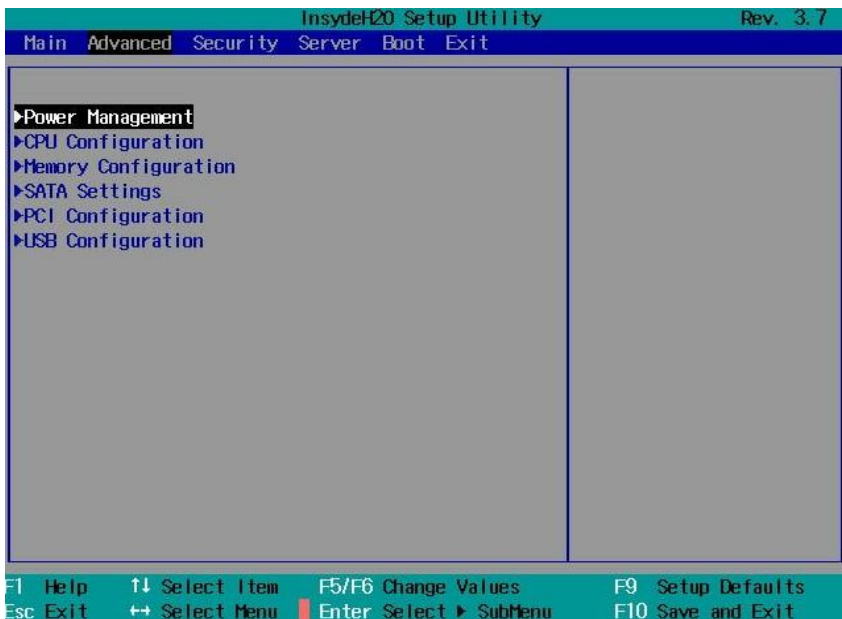 InsydeH20 Setup Utility Rev. 3.7
Main Advanced Security Server Boot Exit
▶Power Management
▶CPU Configuration
▶Memory Configuration
▶SATA Settings
▶PCI Configuration
▶USB Configuration
F1 Help ↑↓ Select Item F5/F6 Change Values F9 Setup Defaults
Esc Exit ↔ Select Menu Enter Select ▶ SubMenu F10 Save and Exit